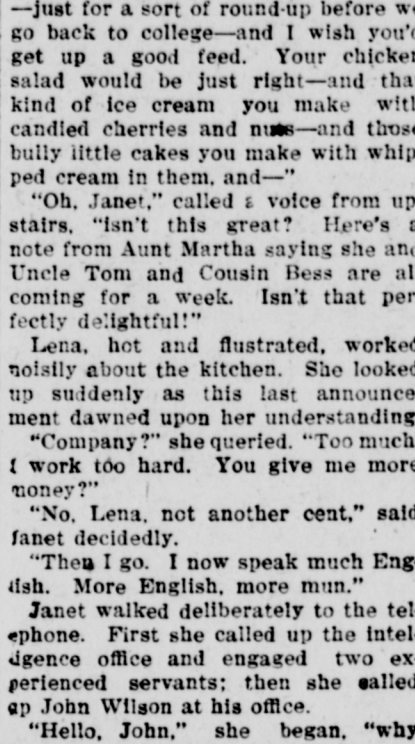 —just for a sort of round-up before w
go back to college—and I wish you'
get up a good feed. Your chicke
salad would be just right—and tha
kind of ice cream you make wit
candied cherries and nuts—and thos
bully little cakes you make with whip
ped cream in them, and—"
"Oh, Janet," called a voice from up
stairs, "isn't this great? Here's a
note from Aunt Martha saying she an
Uncle Tom and Cousin Bess are al
coming for a week. Isn't that per
fectly delightful!"
Lena, hot and flustrated, worked
noisily about the kitchen. She looked
up suddenly as this last announce
ment dawned upon her understanding
"Company?" she queried. "Too much
I work too hard. You give me more
money?"
"No, Lena, not another cent," said
Janet decidedly.
"Then I go. I now speak much Eng
lish. More English, more mun."
Janet walked deliberately to the tel
ephone. First she called up the intel
ligence office and engaged two ex
perienced servants; then she called
up John Wilson at his office.
"Hello, John," she began, "why